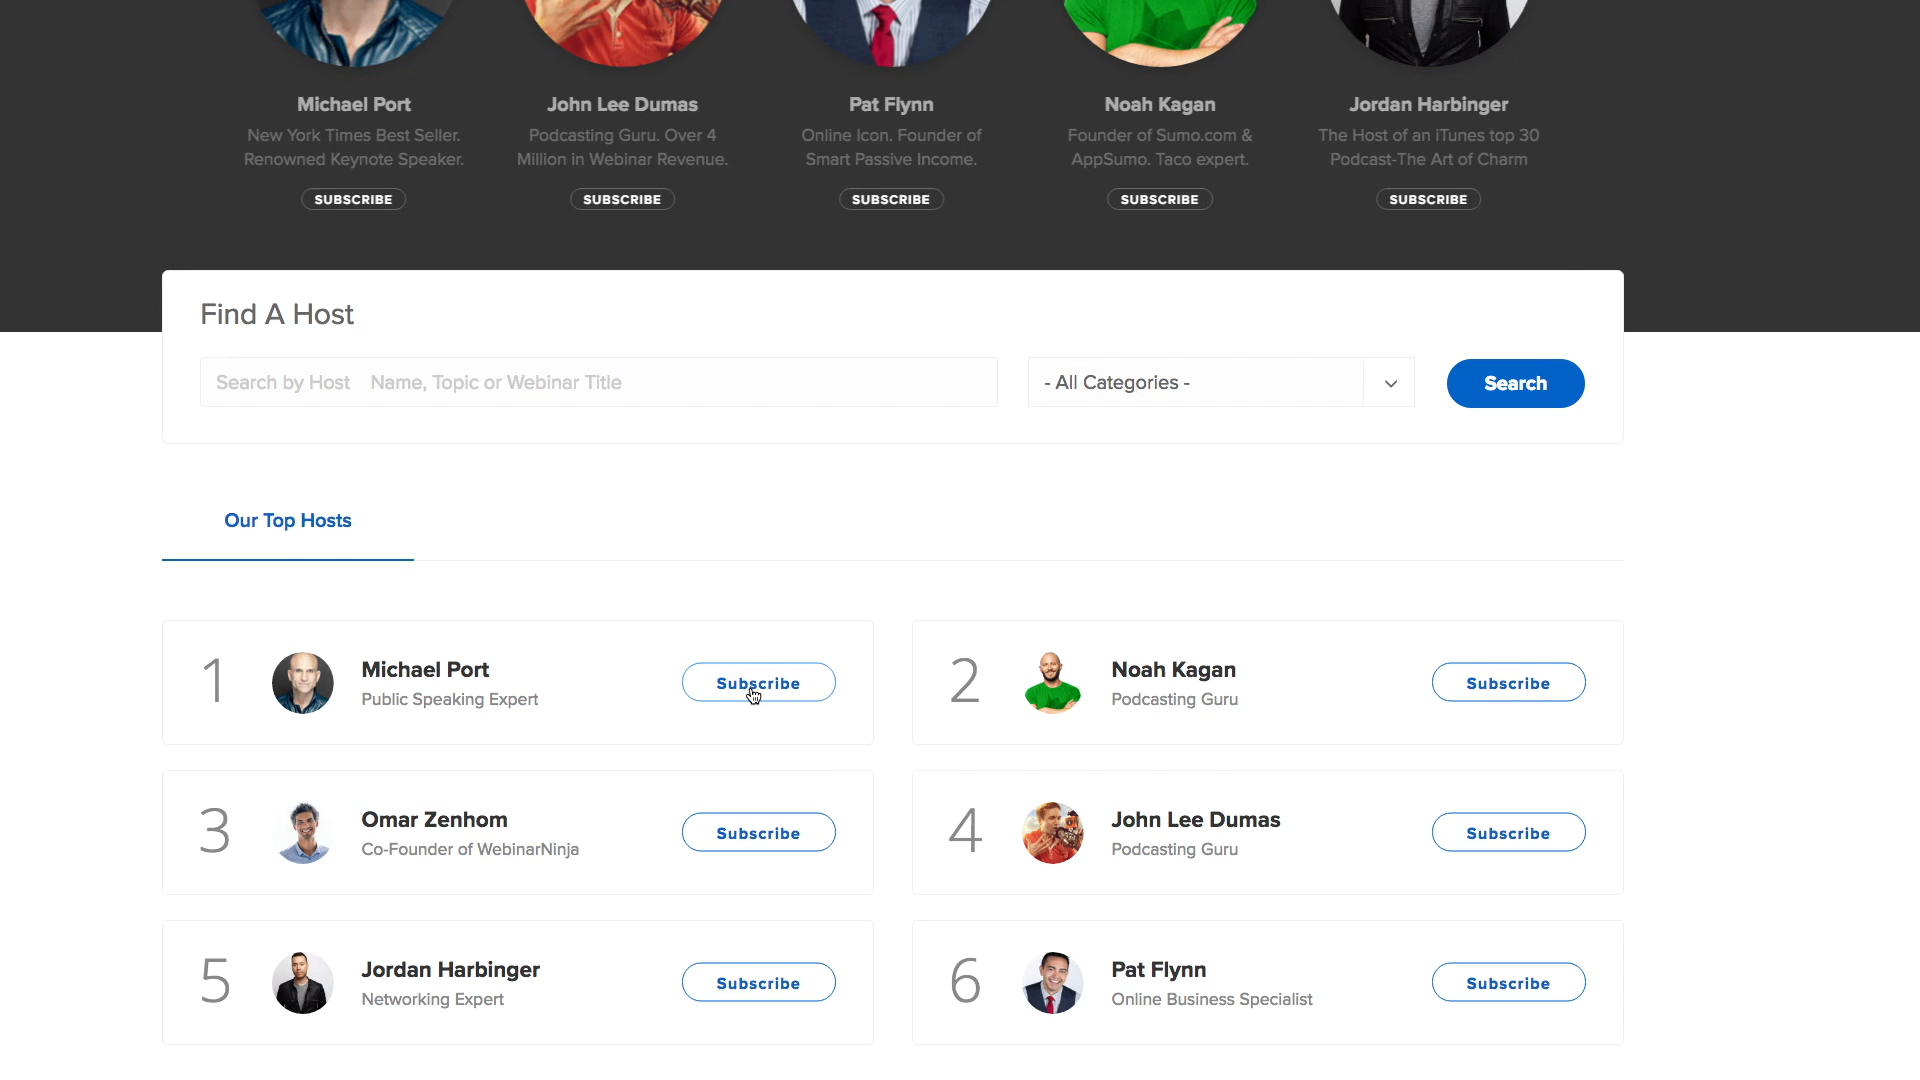 Michael Port
New York Times Best Seller.
Renowned Keynote Speaker.
SUBSCRIBE
John Lee Dumas
Podcasting Guru. Over 4
Million in Webinar Revenue.
SUBSCRIBE
Pat Flynn
Online Icon. Founder of
Smart Passive Income.
SUBSCRIBE
Noah Kagan
Founder of Sumo.com &
AppSumo. Taco expert.
SUBSCRIBE
Jordan Harbinger
The Host of an iTunes top 30
Podcast-The Art of Charm
SUBSCRIBE
Find A Host
Search by Host Name, Topic or Webinar Title
- All Categories -
Search
Our Top Hosts
1
Michael Port
Public Speaking Expert
Subscribe
2
Noah Kagan
Podcasting Guru
Subscribe
3
Omar Zenhom
Co-Founder of WebinarNinja
Subscribe
4
John Lee Dumas
Podcasting Guru
Subscribe
5
Jordan Harbinger
Networking Expert
Subscribe
6
Pat Flynn
Online Business Specialist
Subscribe